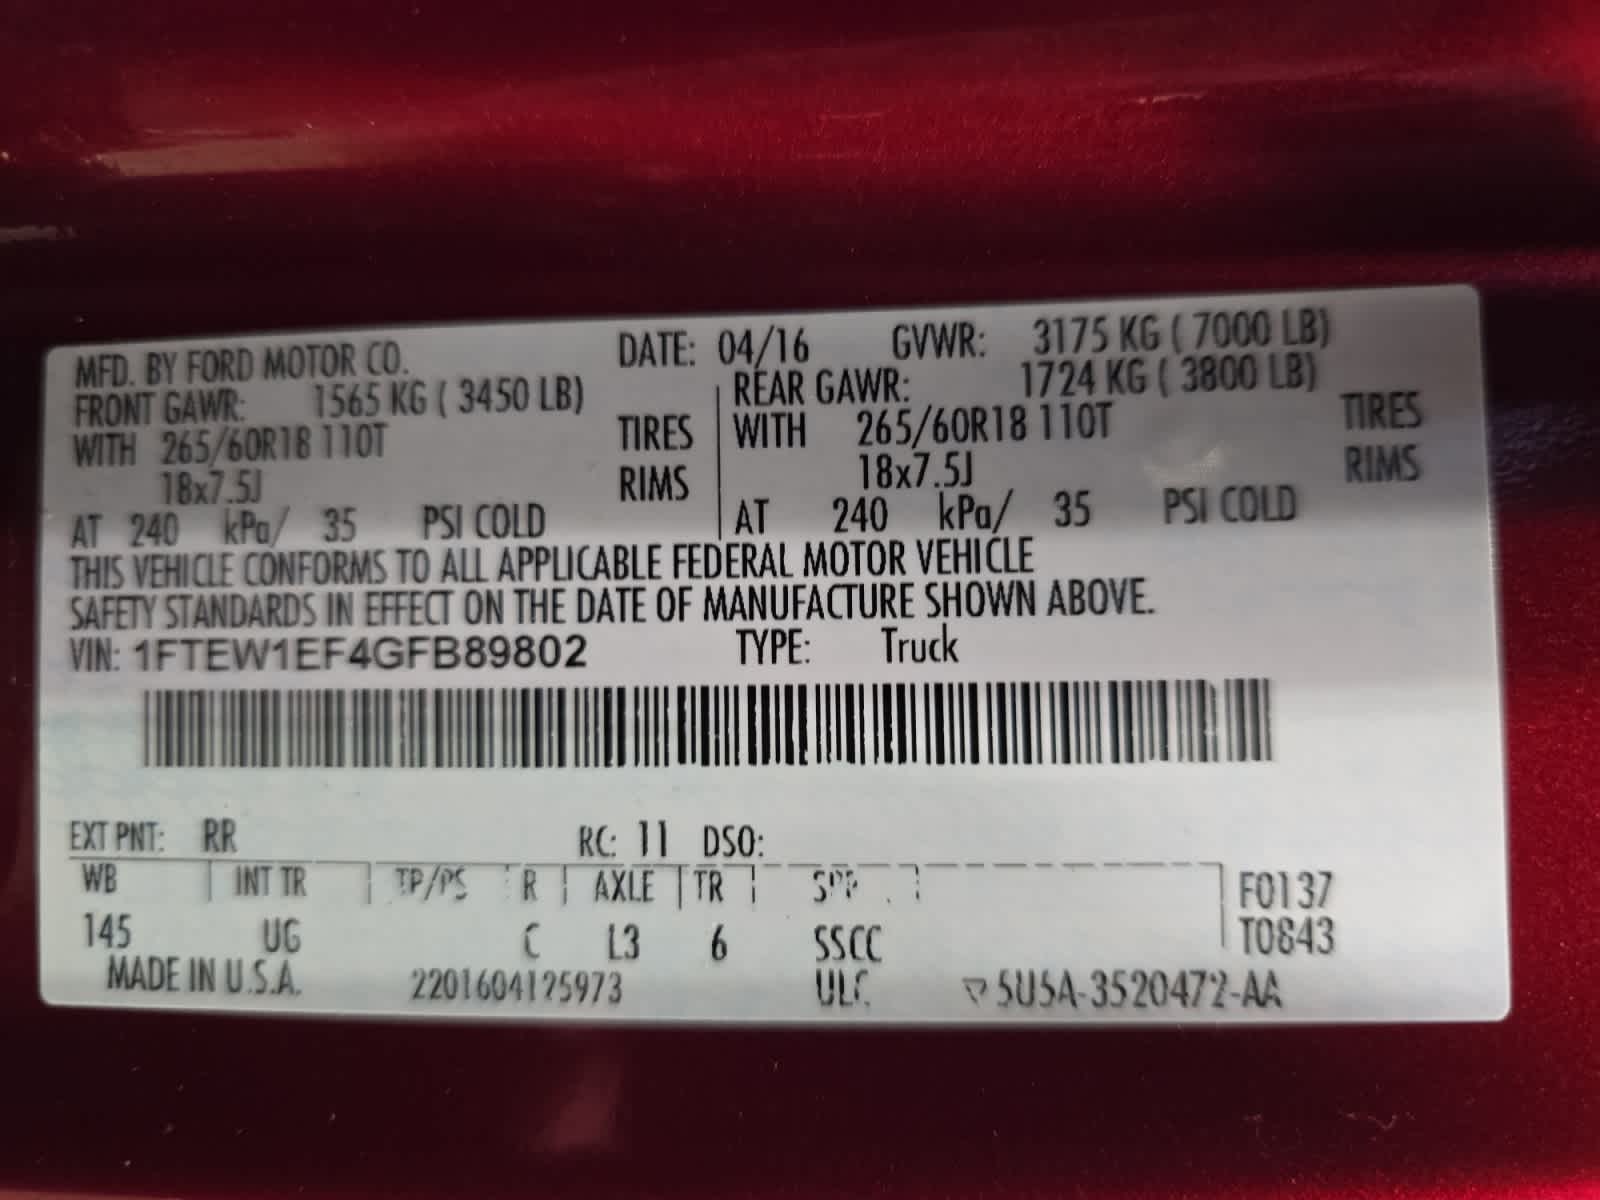 MFD. BY FORD MOTOR CO. DATE: 04/16 GVWR: 3175 KG ( 7000 LB)
FRONT GAWR: 1565 KG ( 3450 LB) REAR GAWR: 1724 KG ( 3800 LB)
WITH 265/60R18 110T TIRES WITH 265/60R18 110T TIRES
18x7.5J RIMS 18x7.5J RIMS
AT 240 kPa/ 35 PSI COLD AT 240 kPa/ 35 PSI COLD
THIS VEHICLE CONFORMS TO ALL APPLICABLE FEDERAL MOTOR VEHICLE
SAFETY STANDARDS IN EFFECT ON THE DATE OF MANUFACTURE SHOWN ABOVE.
VIN: 1FTEW1EF4GFB89802 TYPE: Truck
EXT PNT: RR RC: 11 DSO:
WB INT TR TP/PS R AXLE TR SPR F0137
145 UG C L3 6 SSCC T0843
MADE IN U.S.A. 2201604125973 ULC 5U5A-3520472-AA